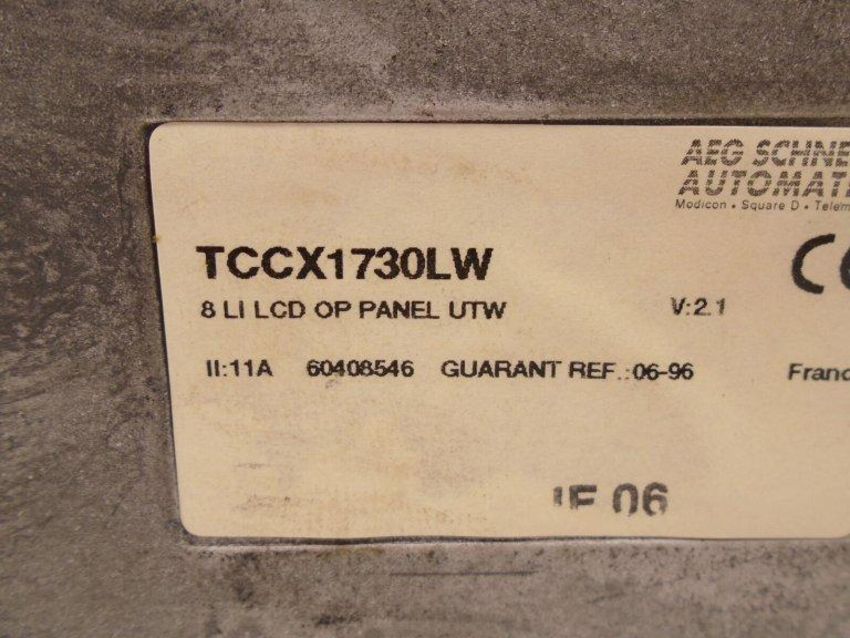 AEG SCHNE
AUTOMAT
Modicon • Square D • Telem
TCCX1730LW
CE
8 LI LCD OP PANEL UTW V:2.1
II:11A 60408546 GUARANT REF.:06-96 Franc
06